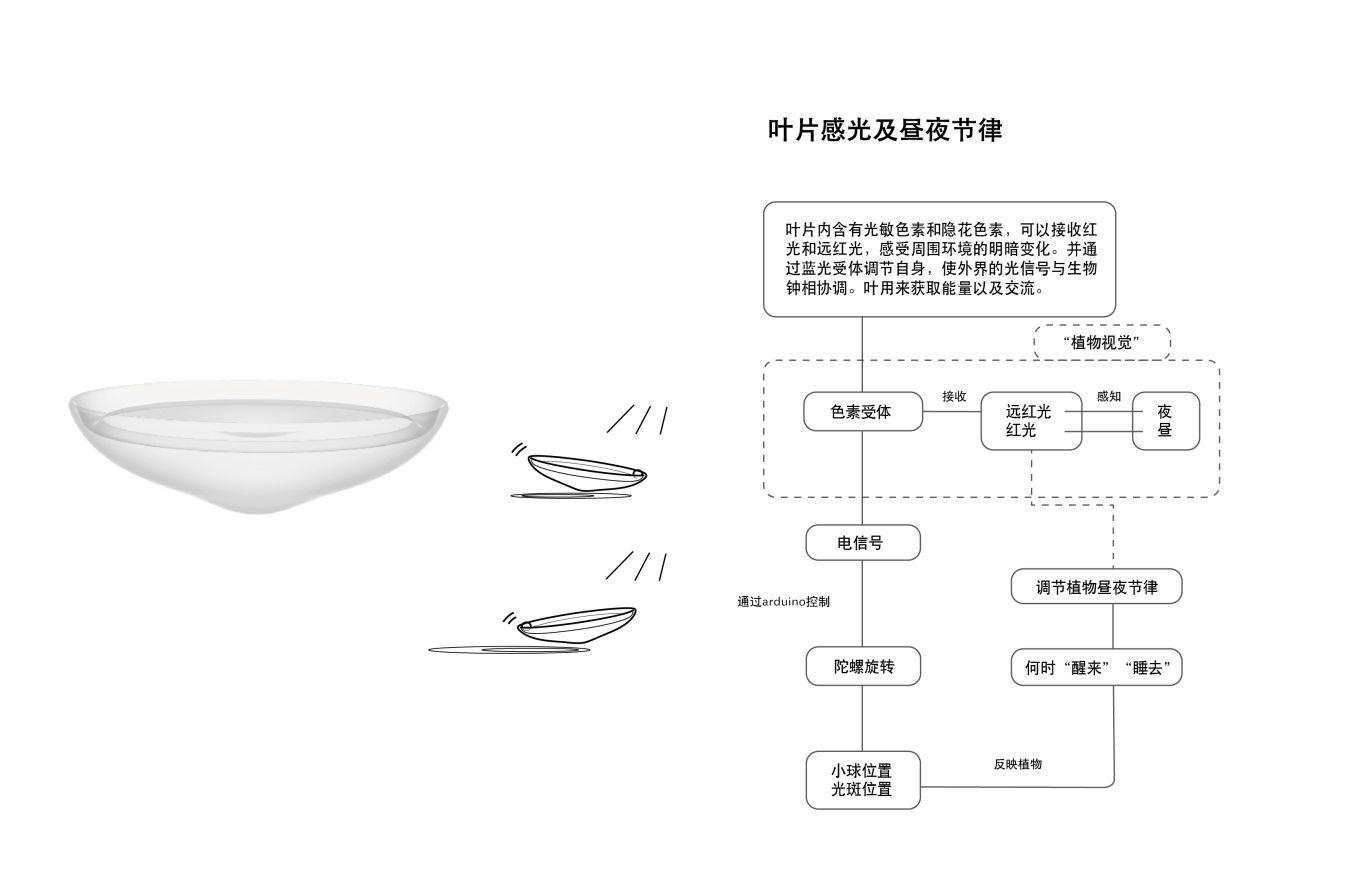 叶片感光及昼夜节律
叶片内含有光敏色素和隐花色素，可以接收红
光和远红光，感受周围环境的明暗变化。并通
过蓝光受体调节自身，使外界的光信号与生物
钟相协调。叶用来获取能量以及交流。
“植物视觉”
色素受体
接收
远红光
红光
感知
夜
昼
电信号
通过arduino控制
调节植物昼夜节律
陀螺旋转
何时“醒来” “睡去”
小球位置
光斑位置
反映植物